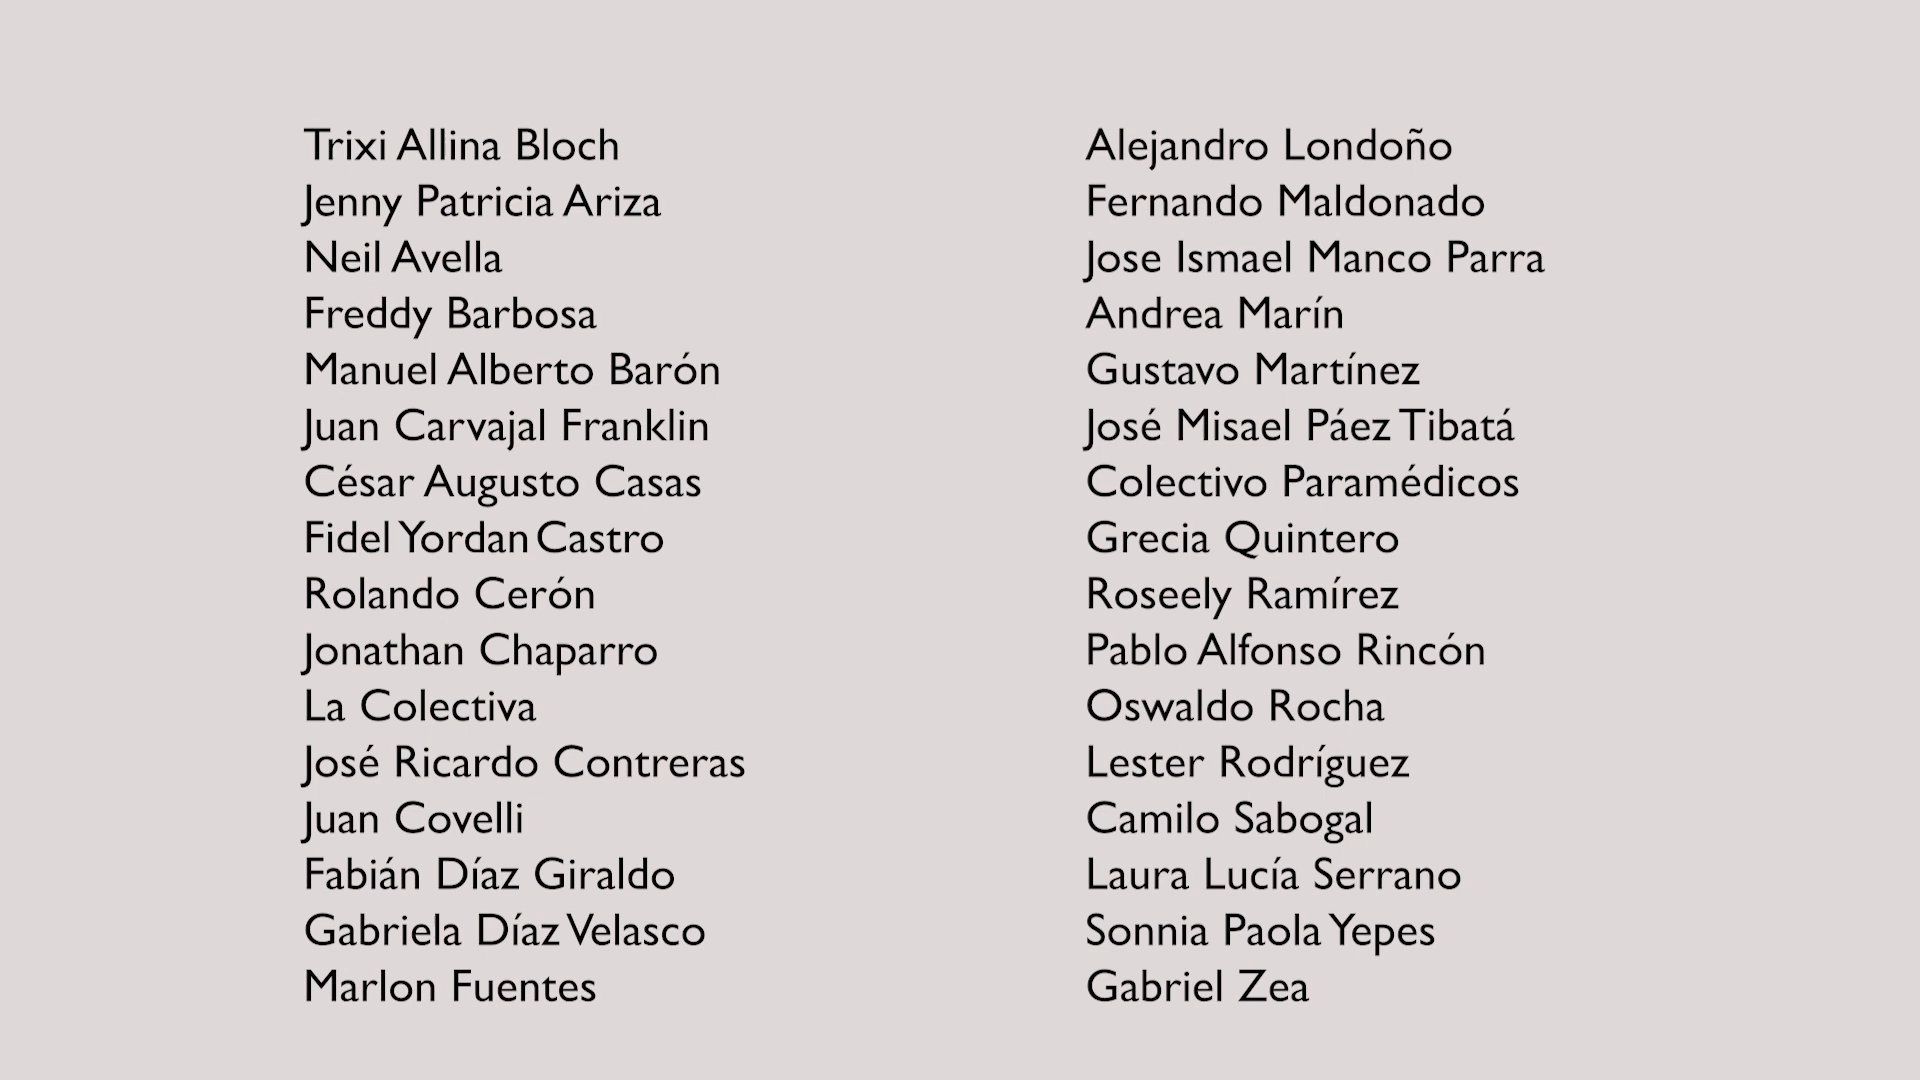 Trixi Allina Bloch
Jenny Patricia Ariza
Neil Avella
Freddy Barbosa
Manuel Alberto Barón
Juan Carvajal Franklin
César Augusto Casas
Fidel Yordan Castro
Rolando Cerón
Jonathan Chaparro
La Colectiva
José Ricardo Contreras
Juan Covelli
Fabián Díaz Giraldo
Gabriela Díaz Velasco
Marlon Fuentes
Alejandro Londoño
Fernando Maldonado
Jose Ismael Manco Parra
Andrea Marín
Gustavo Martínez
José Misael Páez Tibatá
Colectivo Paramédicos
Grecia Quintero
Roseely Ramírez
Pablo Alfonso Rincón
Oswaldo Rocha
Lester Rodríguez
Camilo Sabogal
Laura Lucía Serrano
Sonnia Paola Yepes
Gabriel Zea